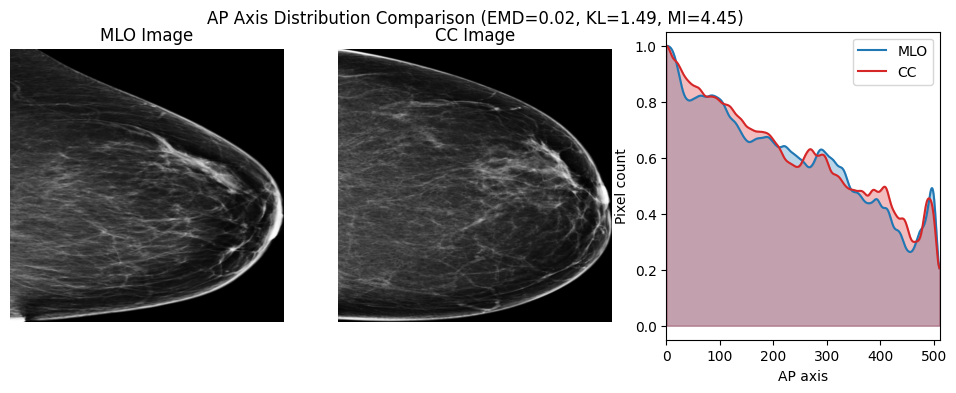 AP Axis Distribution Comparison (EMD=0.02, KL=1.49, MI=4.45)
MLO Image
CC Image
MLO
CC
Pixel count
1.0
0.8
0.6
0.4
0.2
0.0
0 100 200 300 400 500
AP axis